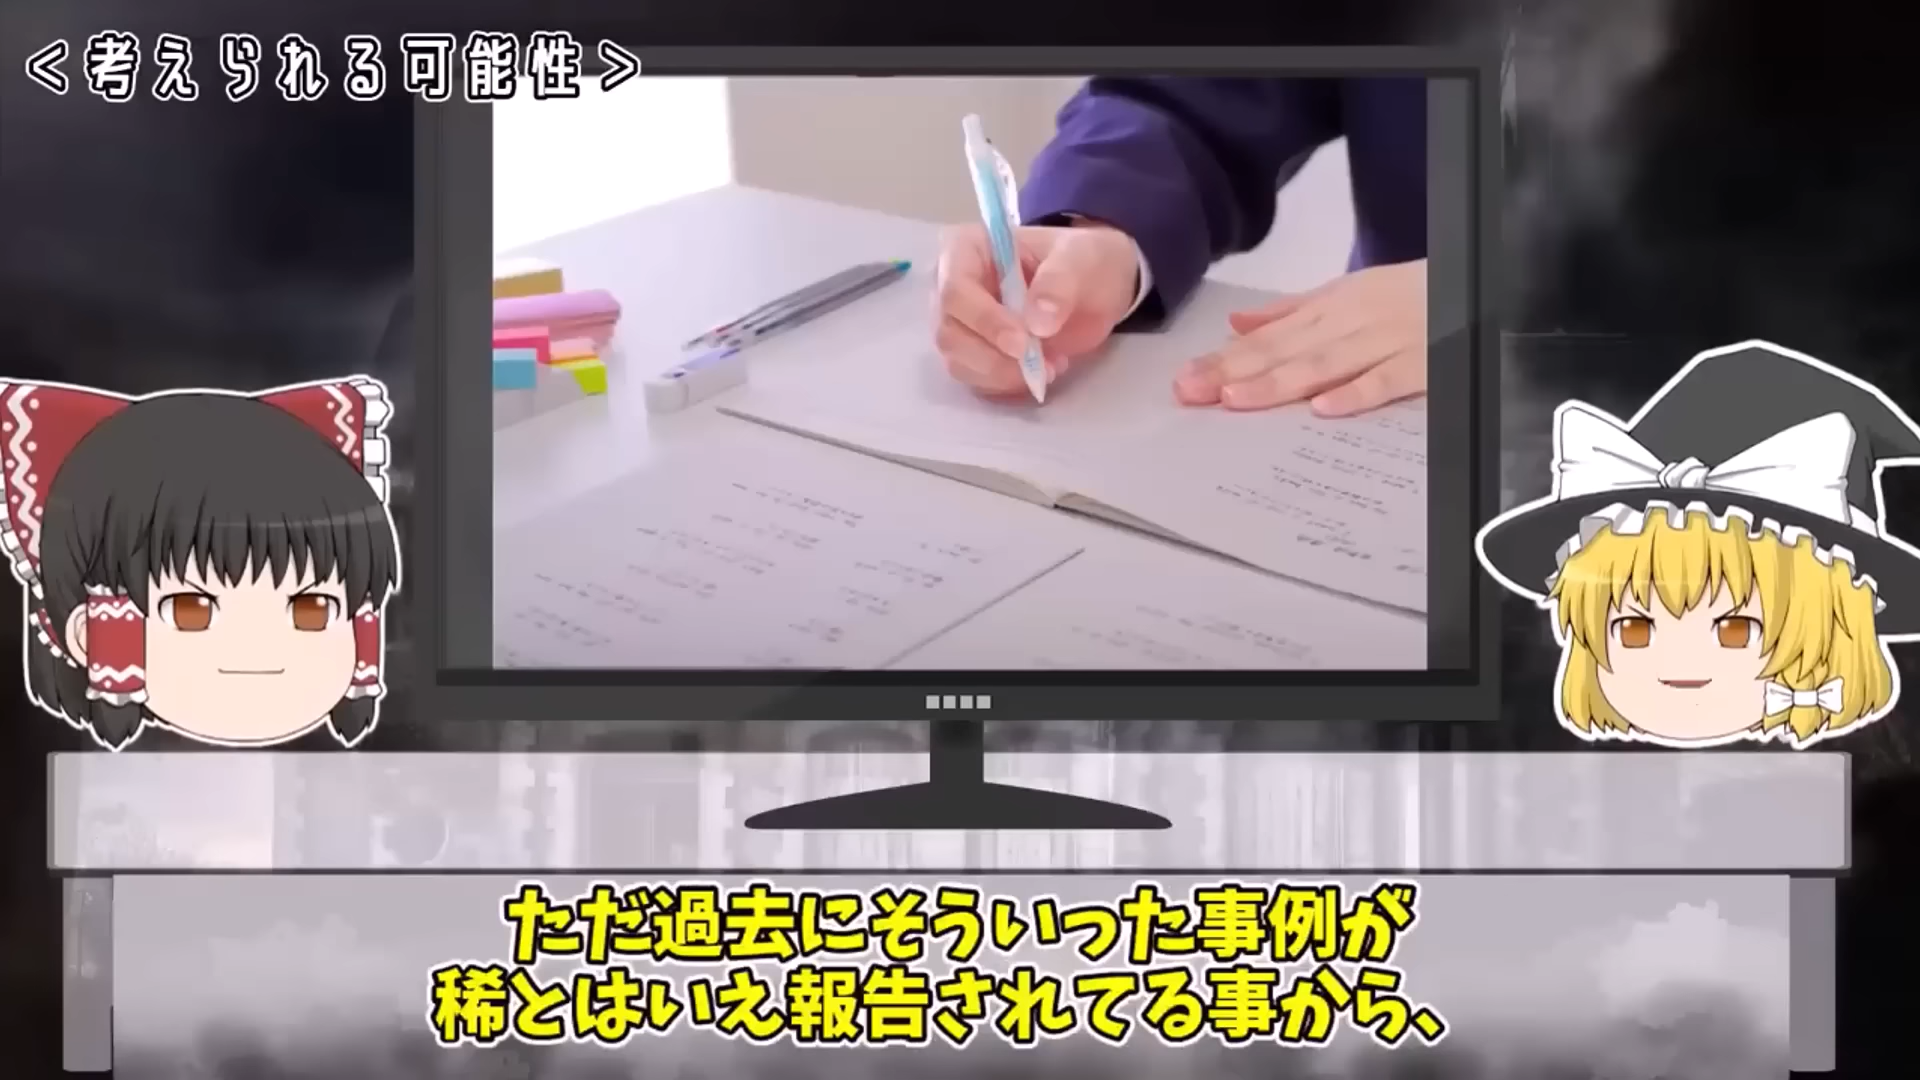 ＜考えられる可能性＞
ただ過去にそういった事例が
稀とはいえ報告されてる事から、